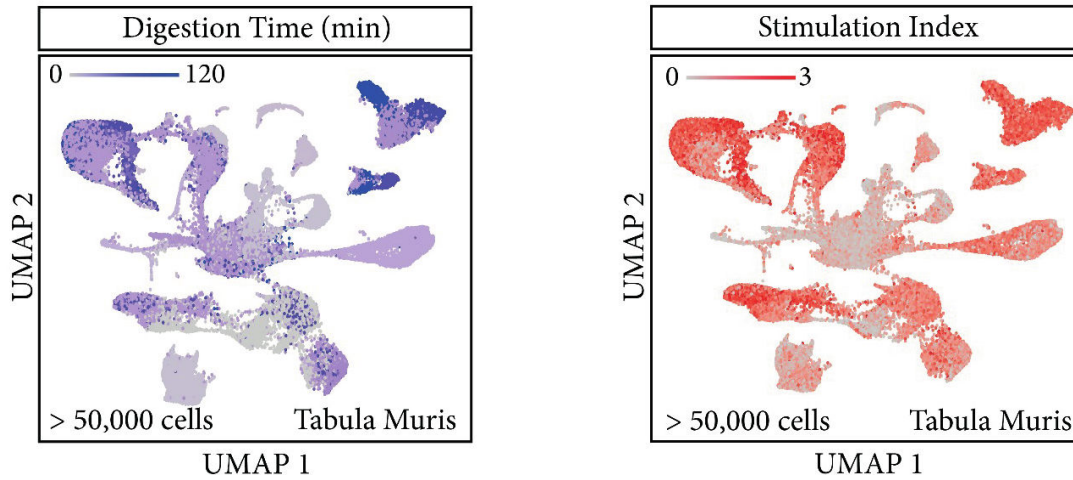 Digestion Time (min)
0 120
UMAP 2
> 50,000 cells Tabula Muris
UMAP 1
Stimulation Index
0 3
UMAP 2
> 50,000 cells Tabula Muris
UMAP 1